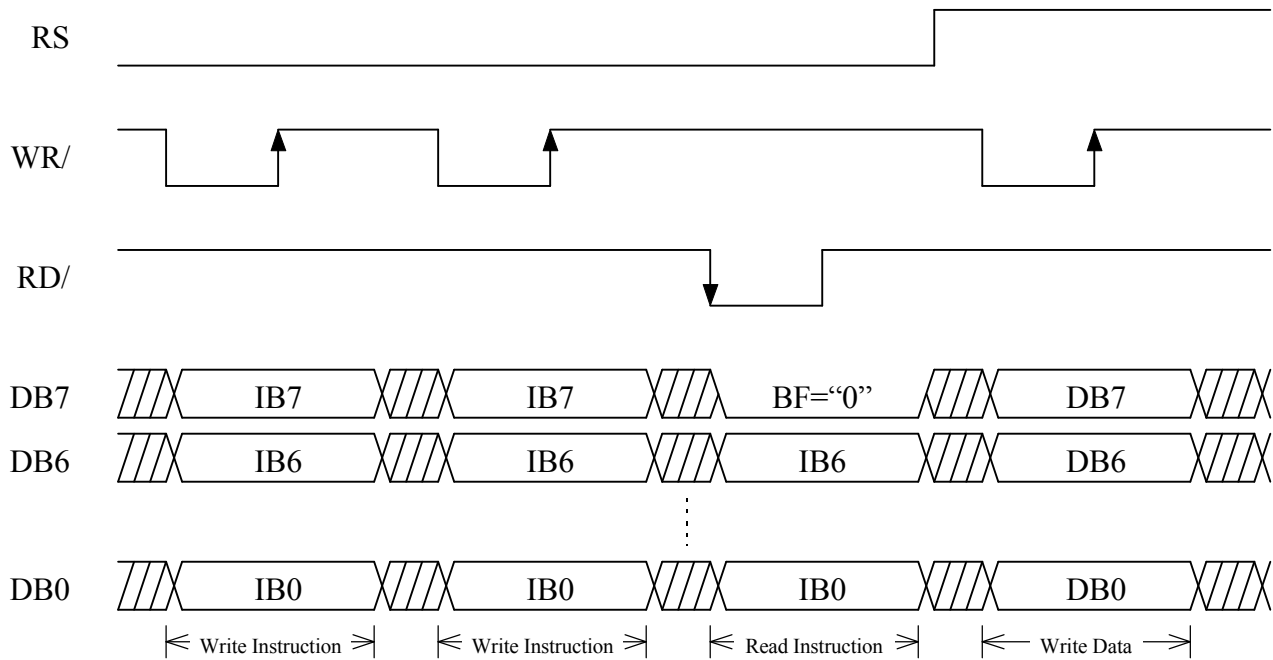 RS
WR/
RD/
DB7 IB7 IB7 BF=“0” DB7
DB6 IB6 IB6 IB6 DB6
DB0 IB0 IB0 IB0 DB0
Write Instruction Write Instruction Read Instruction Write Data